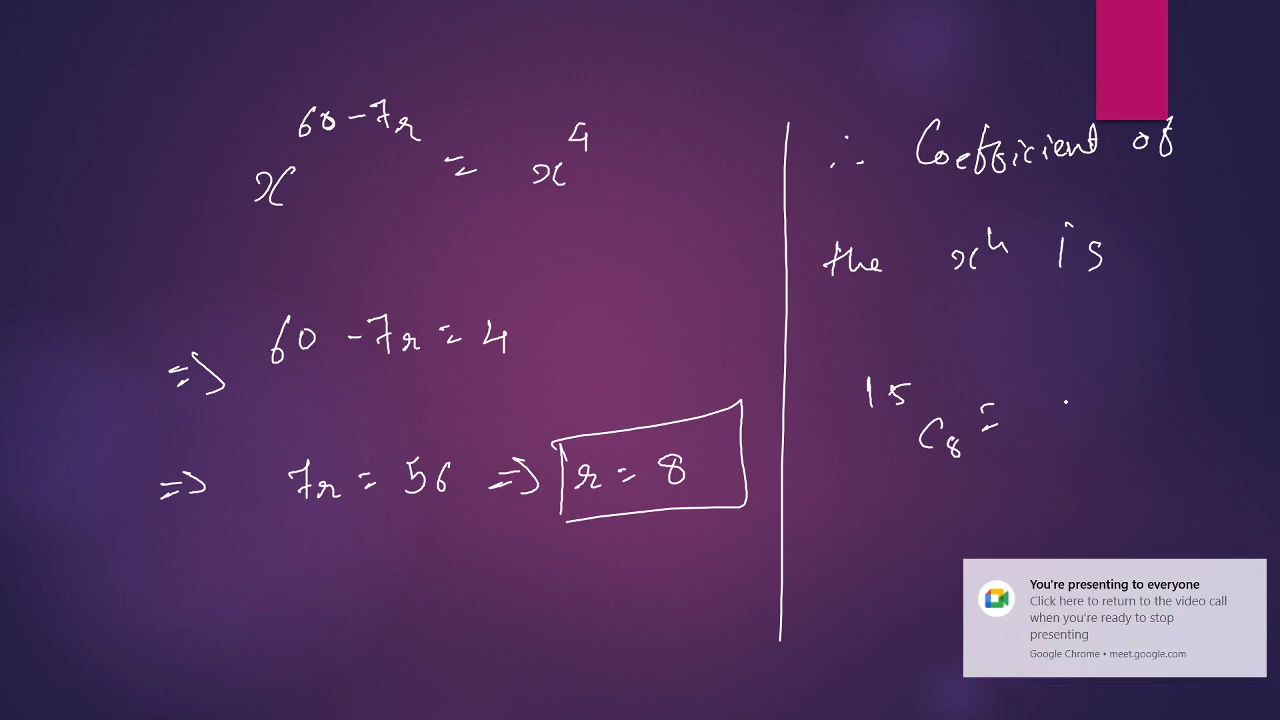 x^{60-7r} = x^4
=> 60 - 7r = 4
=> 7r = 56 => r = 8
∴ Coefficient of
the x^4 is
^{15}C_8 =
You're presenting to everyone
Click here to return to the video call
when you're ready to stop
presenting
Google Chrome • meet.google.com